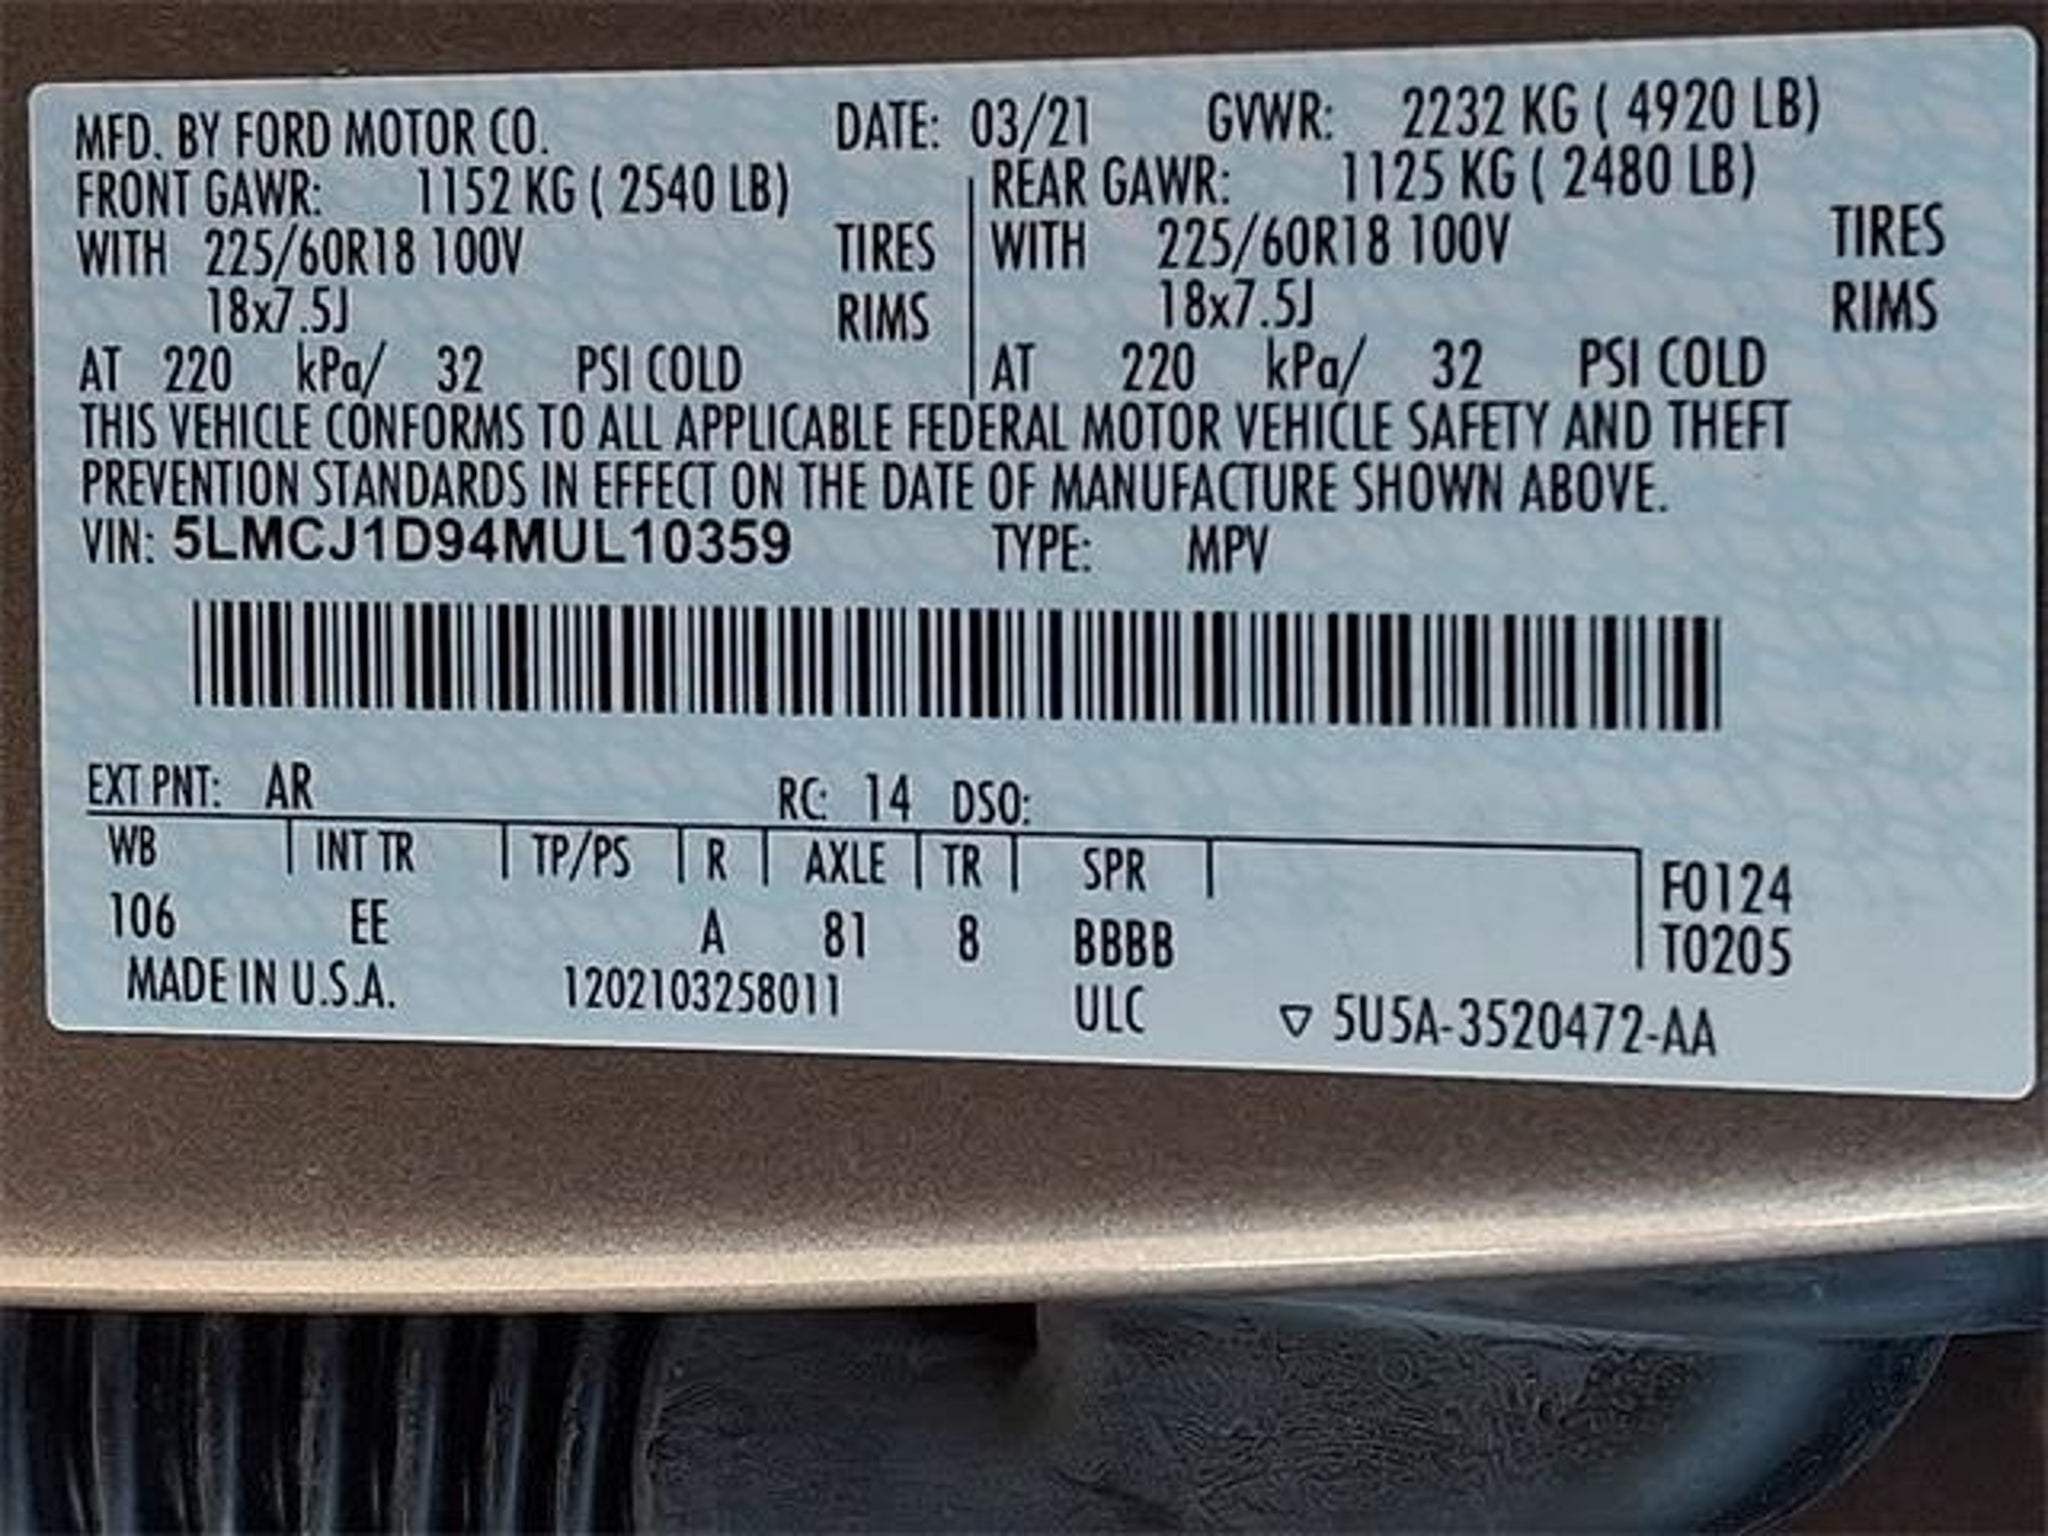 MFD. BY FORD MOTOR CO. DATE: 03/21 GVWR: 2232 KG ( 4920 LB)
FRONT GAWR: 1152 KG ( 2540 LB) REAR GAWR: 1125 KG ( 2480 LB)
WITH 225/60R18 100V TIRES WITH 225/60R18 100V TIRES
18x7.5J RIMS 18x7.5J RIMS
AT 220 kPa/ 32 PSI COLD AT 220 kPa/ 32 PSI COLD
THIS VEHICLE CONFORMS TO ALL APPLICABLE FEDERAL MOTOR VEHICLE SAFETY AND THEFT
PREVENTION STANDARDS IN EFFECT ON THE DATE OF MANUFACTURE SHOWN ABOVE.
VIN: 5LMCJ1D94MUL10359 TYPE: MPV
EXT PNT: AR RC: 14 DSO:
WB INT TR TP/PS R AXLE TR SPR F0124
106 EE A 81 8 BBBB T0205
MADE IN U.S.A. 1202103258011 ULC ▽ 5U5A-3520472-AA